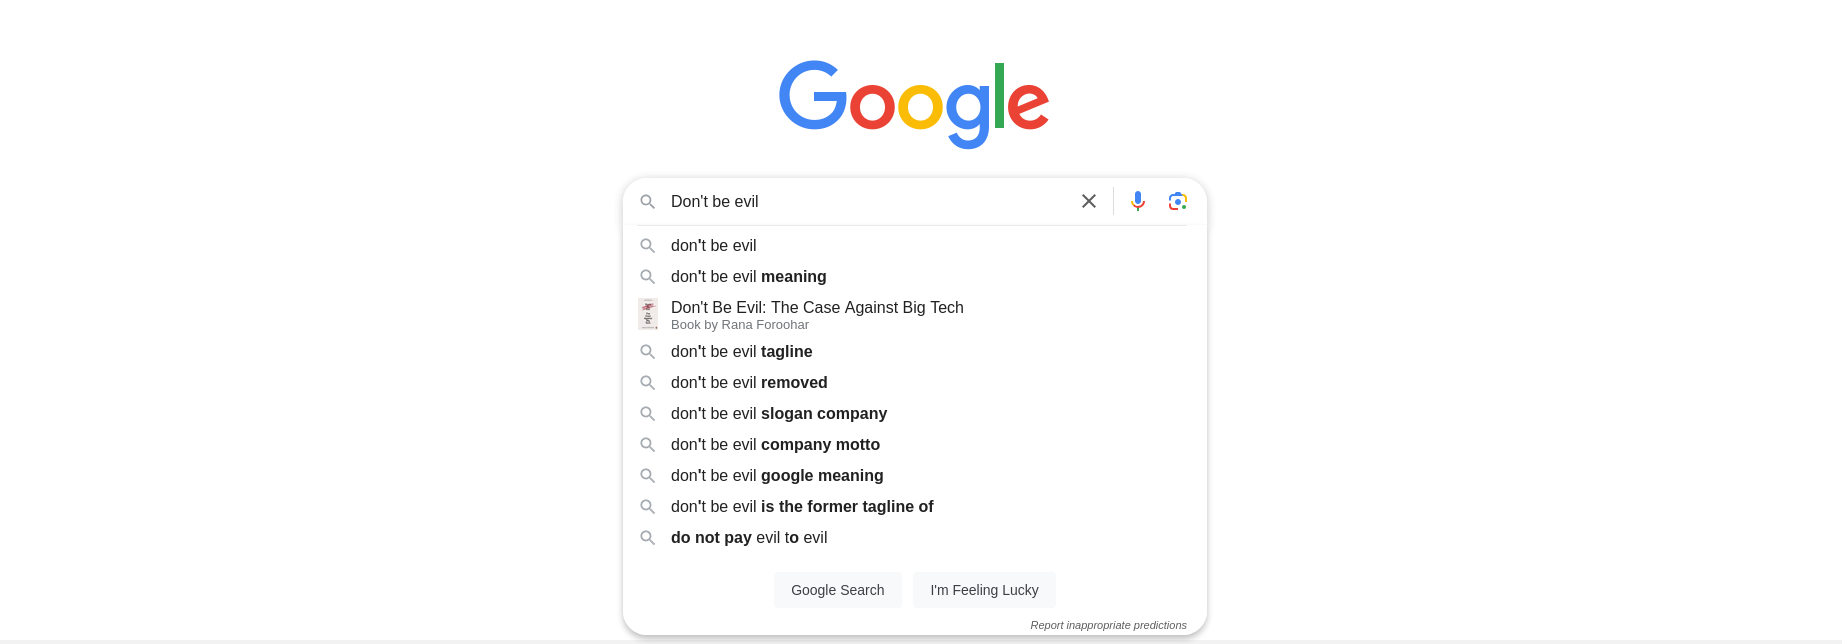 Google
Don't be evil
don't be evil
don't be evil meaning
Don't Be Evil: The Case Against Big Tech
Book by Rana Foroohar
don't be evil tagline
don't be evil removed
don't be evil slogan company
don't be evil company motto
don't be evil google meaning
don't be evil is the former tagline of
do not pay evil to evil
Google Search
I'm Feeling Lucky
Report inappropriate predictions